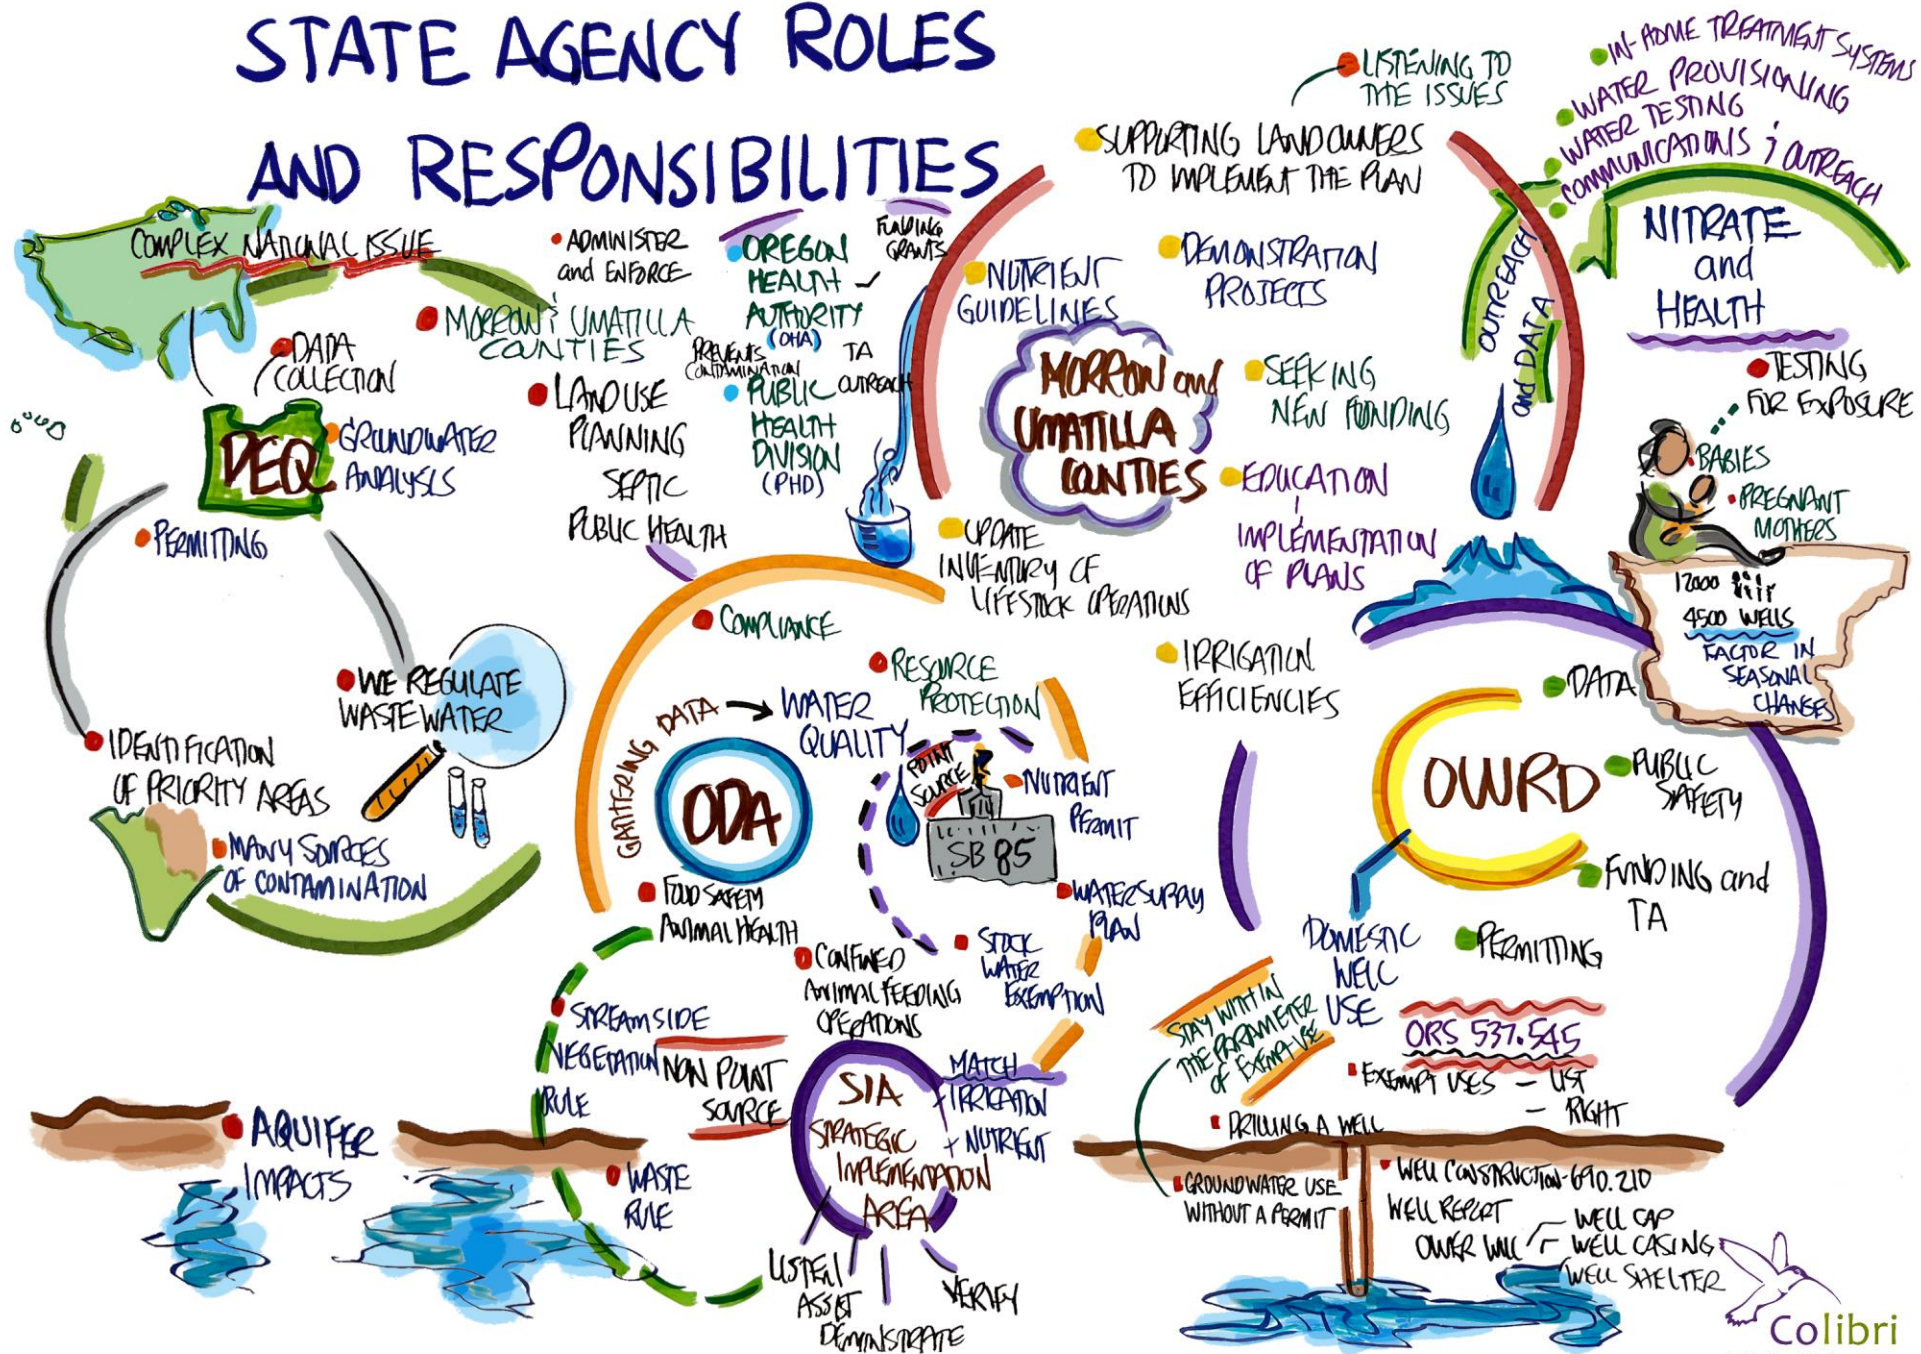 STATE AGENCY ROLES
AND RESPONSIBILITIES
COMPLEX NATIONAL ISSUE
DATA
COLLECTION
DEQ
GROUNDWATER
ANALYSIS
PERMITTING
WE REGULATE
WASTEWATER
IDENTIFICATION
OF PRIORITY AREAS
MANY SOURCES
OF CONTAMINATION
ADMINISTER
and ENFORCE
MORROW & UMATILLA
COUNTIES
LAND USE
PLANNING
SEPTIC
PUBLIC HEALTH
OREGON
HEALTH
AUTHORITY
(OHA)
PREVENTS
CONTAMINATION
PUBLIC
HEALTH
DIVISION
(PHD)
FUNDING
GRANTS
TA
OUTREACH
LISTENING TO
THE ISSUES
SUPPORTING LANDOWNERS
TO IMPLEMENT THE PLAN
NUTRIENT
GUIDELINES
DEMONSTRATION
PROJECTS
MORROW and
UMATILLA
COUNTIES
SEEKING
NEW FUNDING
EDUCATION
&
IMPLEMENTATION
OF PLANS
UPDATE
INVENTORY OF
LIFESTOCK OPERATIONS
IRRIGATION
EFFICIENCIES
OUTREACH
and DATA
IN-HOME TREATMENT SYSTEMS
WATER PROVISIONING
WATER TESTING
COMMUNICATIONS & OUTREACH
NITRATE
and
HEALTH
TESTING
FOR EXPOSURE
BABIES
PREGNANT
MOTHERS
12000
4500 WELLS
FACTOR IN
SEASONAL
CHANGES
COMPLIANCE
RESOURCE
PROTECTION
GATHERING DATA
WATER
QUALITY
ODA
POINT
SOURCE
SB 85
NUTRIENT
PERMIT
WATER SUPPLY
PLAN
STOCK
WATER
EXEMPTION
FOOD SAFETY
ANIMAL HEALTH
CONFINED
ANIMAL FEEDING
OPERATIONS
STREAMSIDE
VEGETATION
RULE
NON POINT
SOURCE
WASTE
RULE
SIA
STRATEGIC
IMPLEMENTATION
AREA
MATCH
+ IRRIGATION
+ NUTRIENT
LISTEN/
ASSIST
DEMONSTRATE
VERIFY
AQUIFER
IMPACTS
OWRD
DATA
PUBLIC
SAFETY
FUNDING and
TA
PERMITTING
DOMESTIC
WELL
USE
STAY WITHIN
THE PARAMETER
OF EXEMPT USE
ORS 537.545
EXEMPT USES - LIST
- RIGHT
DRILLING A WELL
GROUNDWATER USE
WITHOUT A PERMIT
WELL CONSTRUCTION-690.210
WELL REPORT
WELL CAP
WELL CASING
WELL SHELTER
Colibri